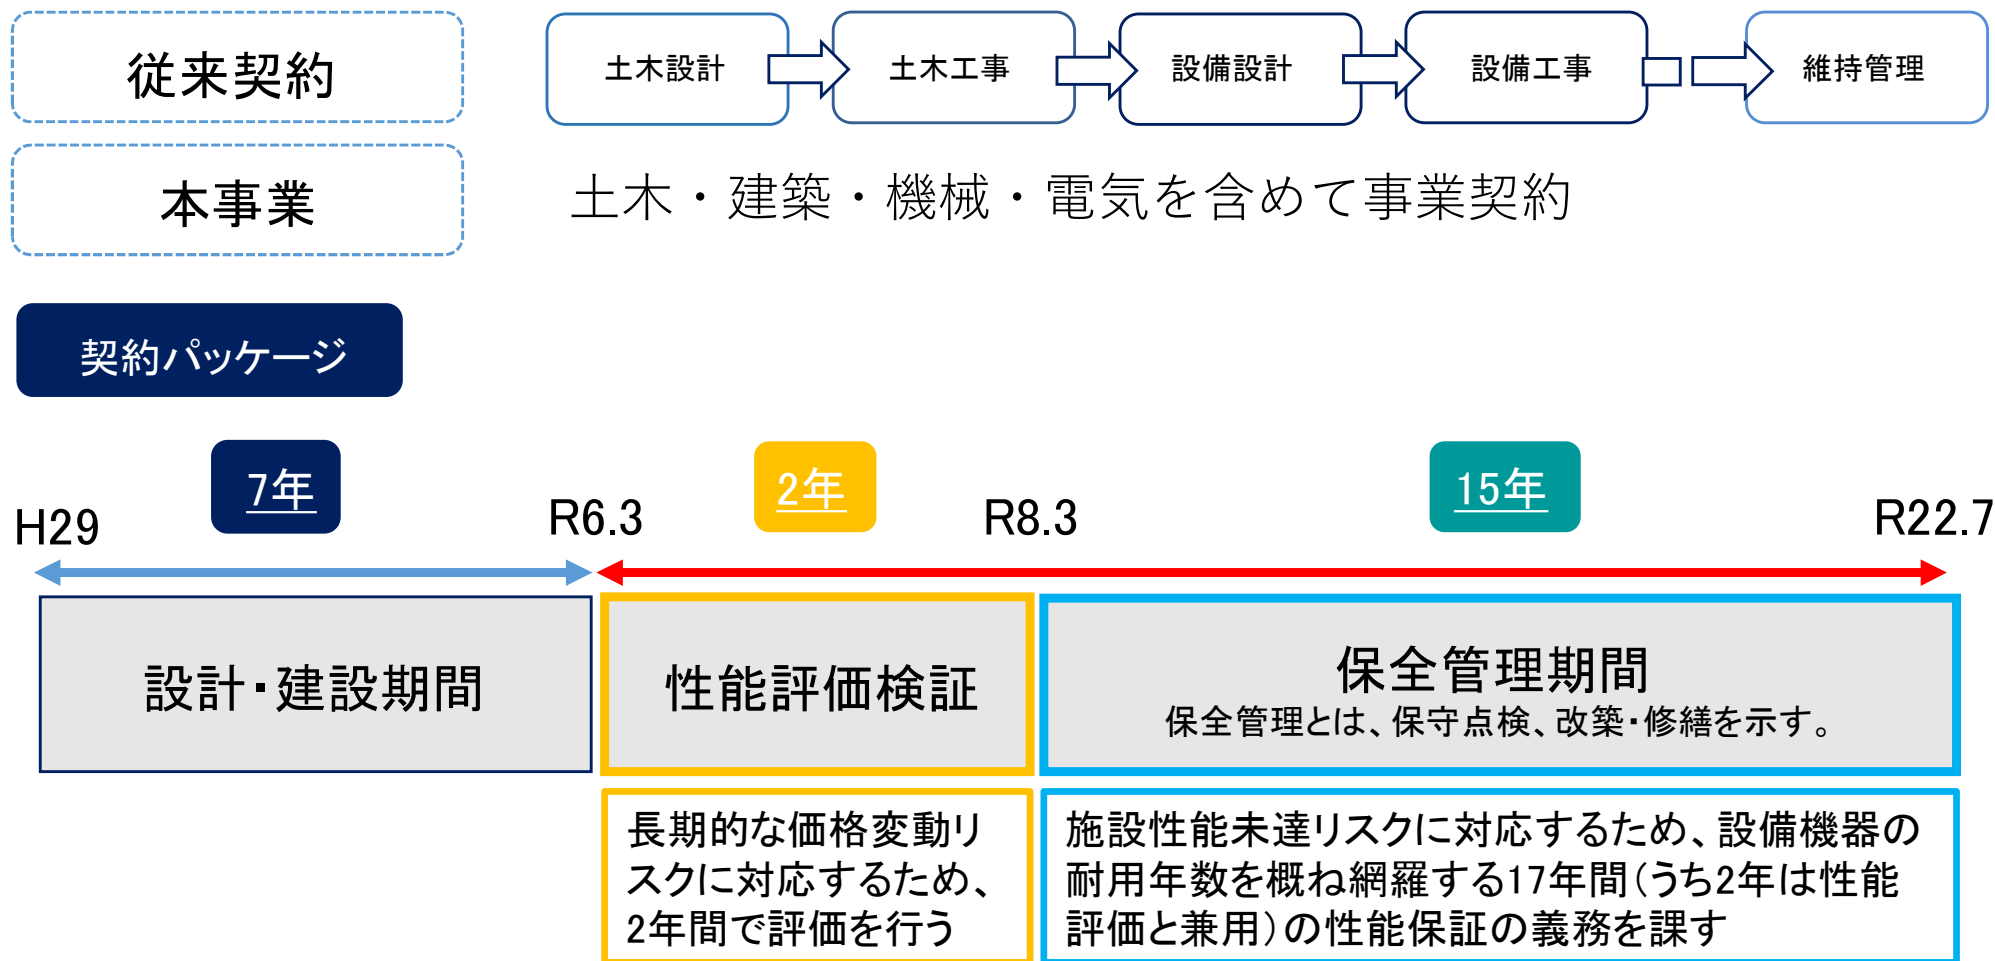 従来契約
土木設計
土木工事
設備設計
設備工事
維持管理
本事業
土木・建築・機械・電気を含めて事業契約
契約パッケージ
7年
2年
15年
H29
R6.3
R8.3
R22.7
設計・建設期間
性能評価検証
保全管理期間
保全管理とは、保守点検、改築・修繕を示す。
長期的な価格変動リ
スクに対応するため、
2年間で評価を行う
施設性能未達リスクに対応するため、設備機器の
耐用年数を概ね網羅する17年間（うち2年は性能
評価と兼用）の性能保証の義務を課す